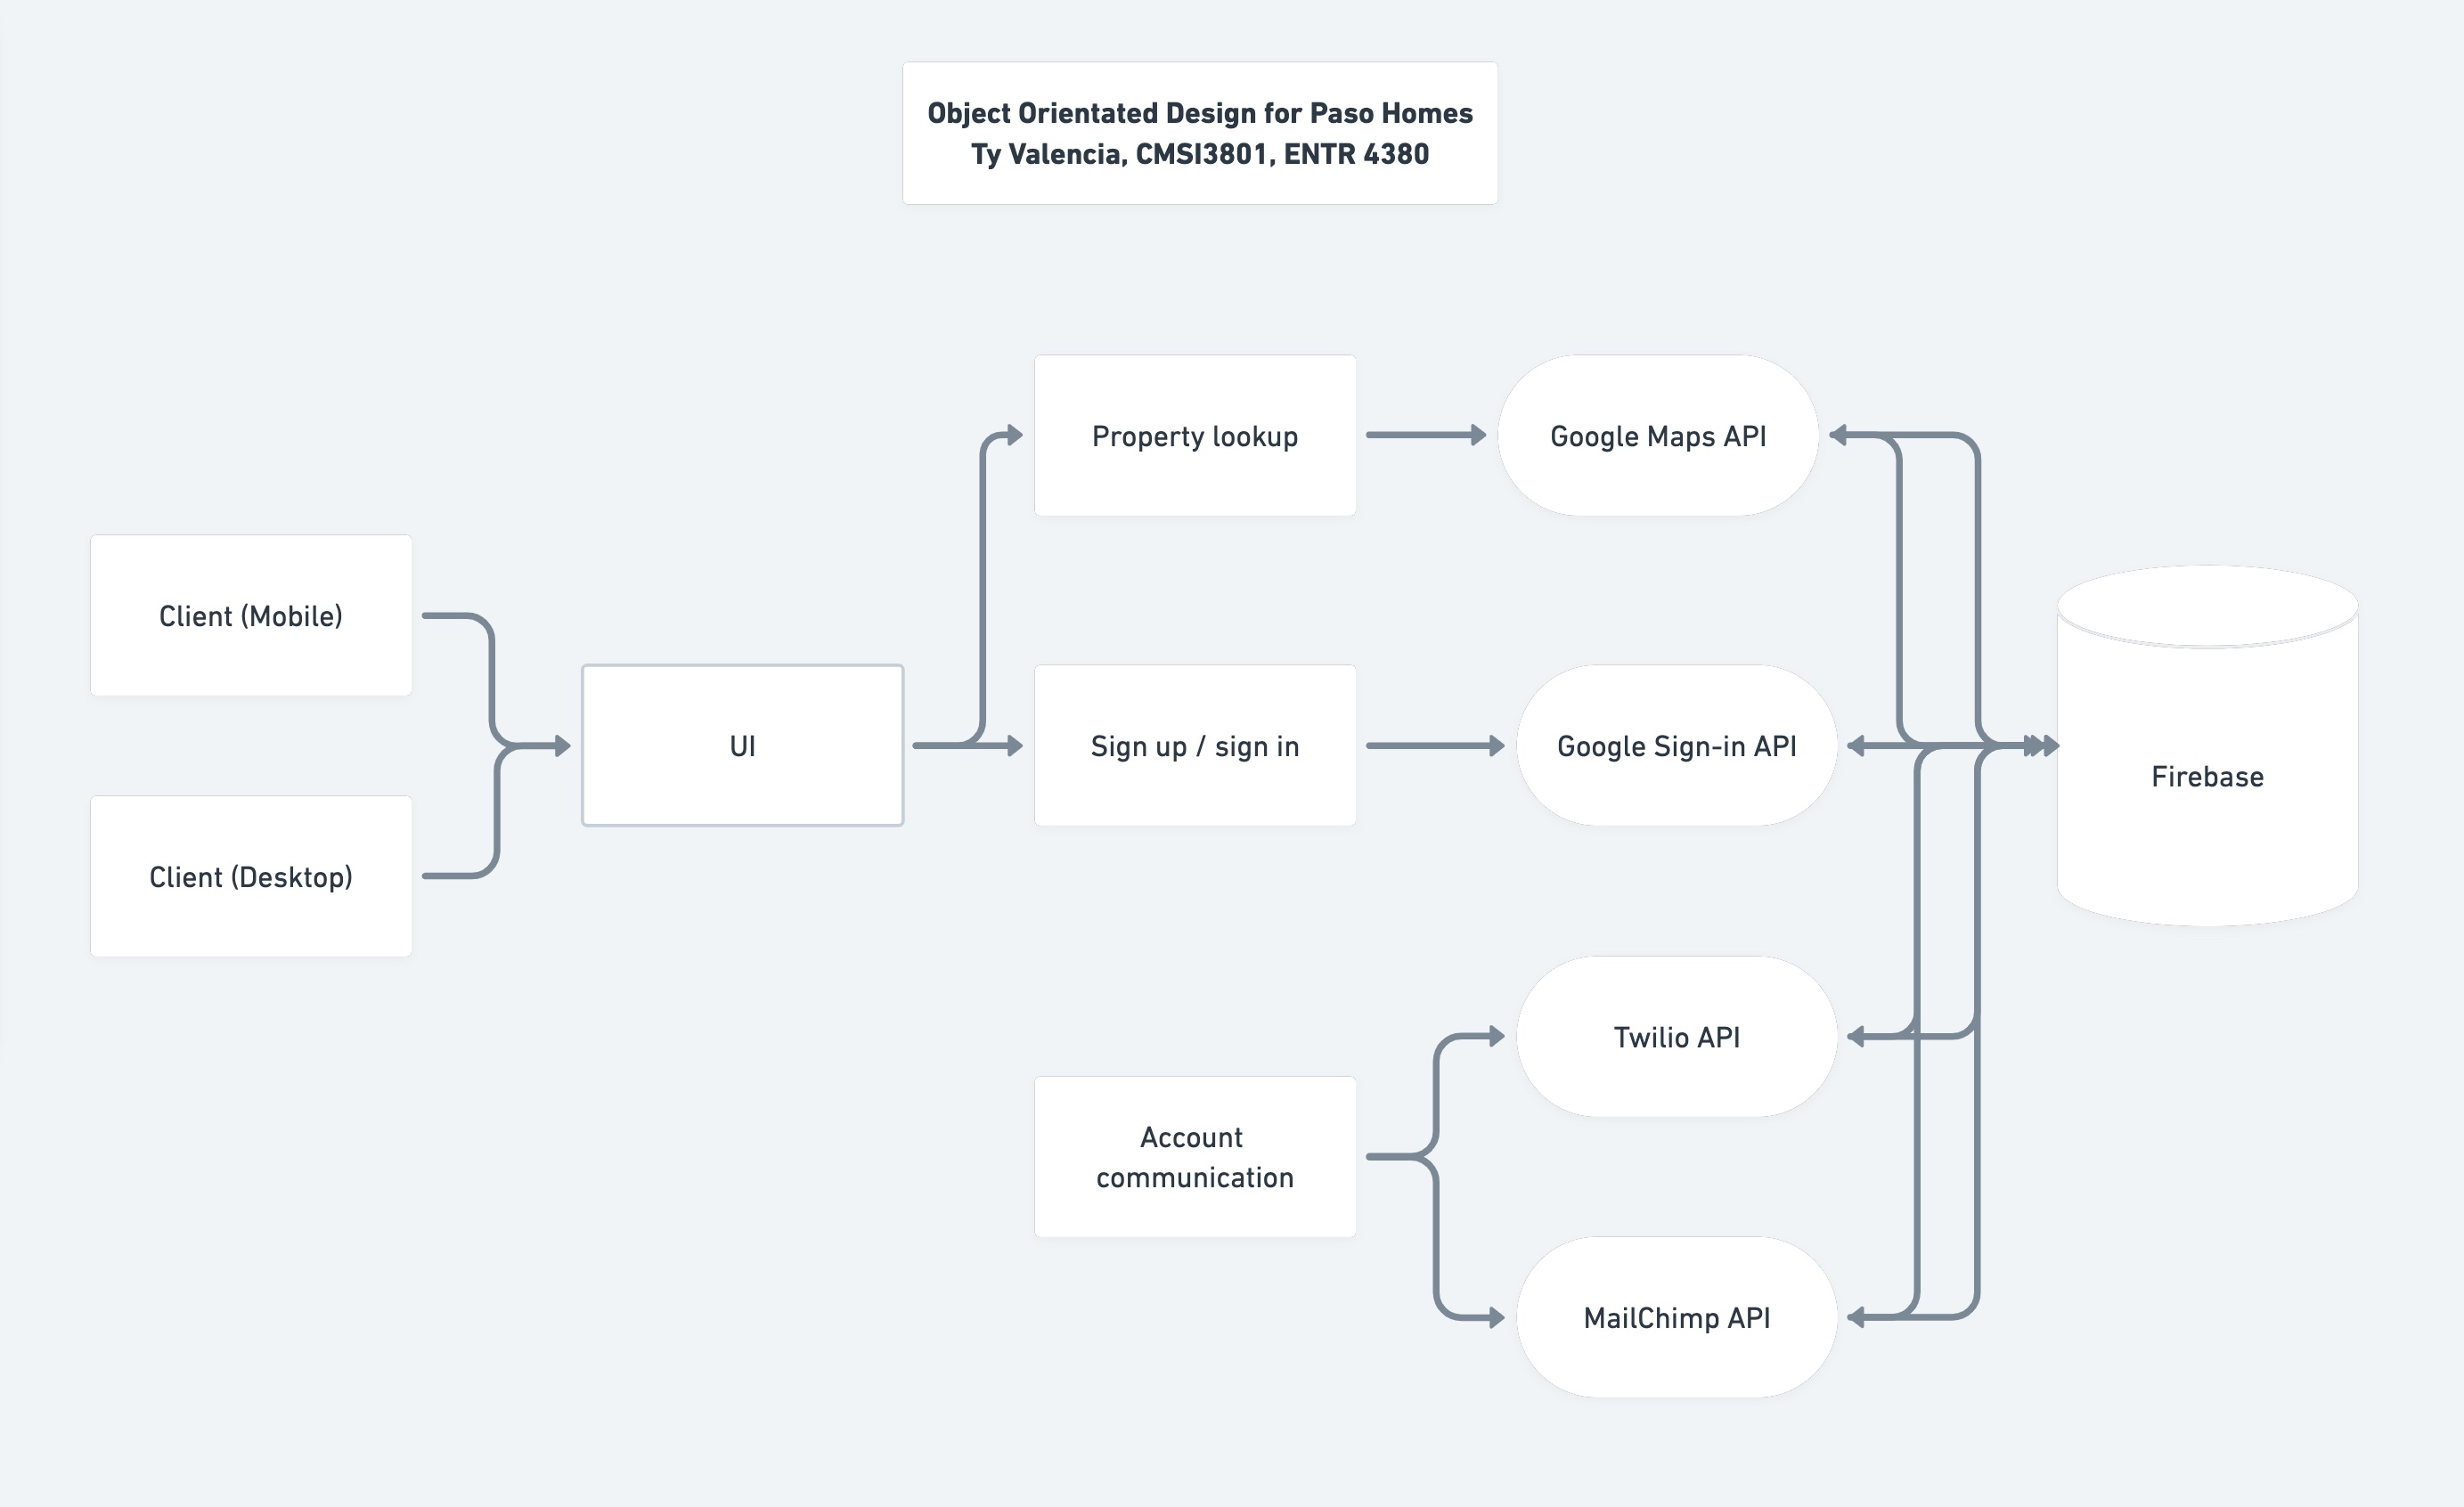 Object Orientated Design for Paso Homes
Ty Valencia, CMSI3801, ENTR 4380
Property lookup
Google Maps API
Client (Mobile)
UI
Sign up / sign in
Google Sign-in API
Firebase
Client (Desktop)
Twilio API
Account
communication
MailChimp API